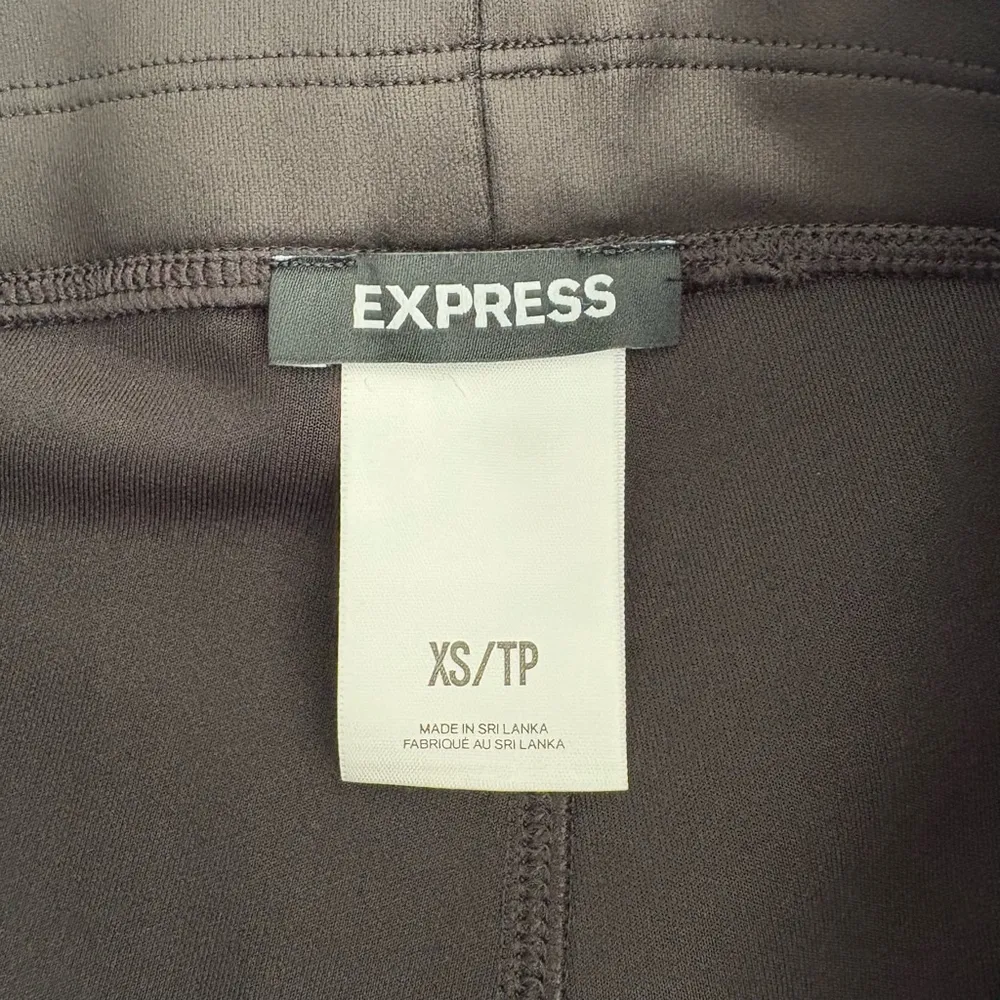 EXPRESS
XS/TP
MADE IN SRI LANKA
FABRIQUÉ AU SRI LANKA